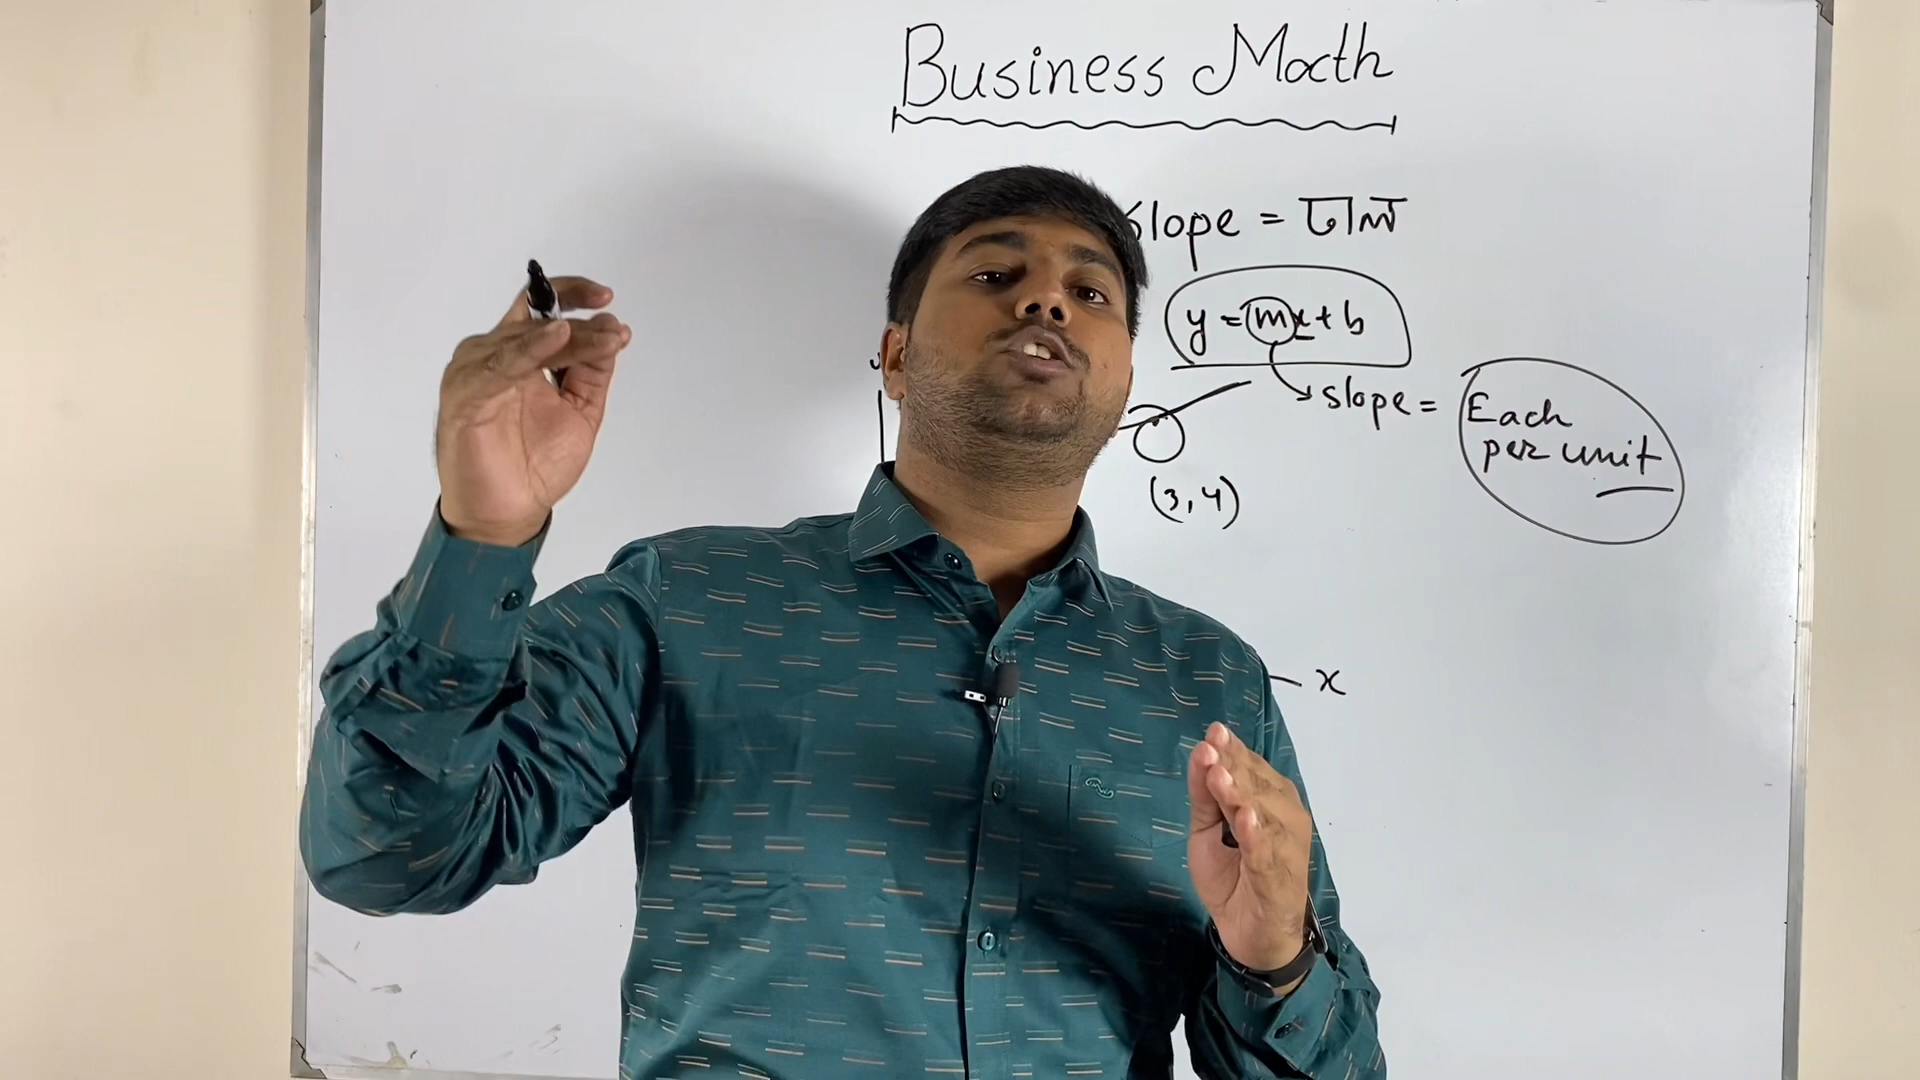 Business Math
Slope = ঢাল
y = mx + b
slope =
Each
per unit
(3, 4)
x